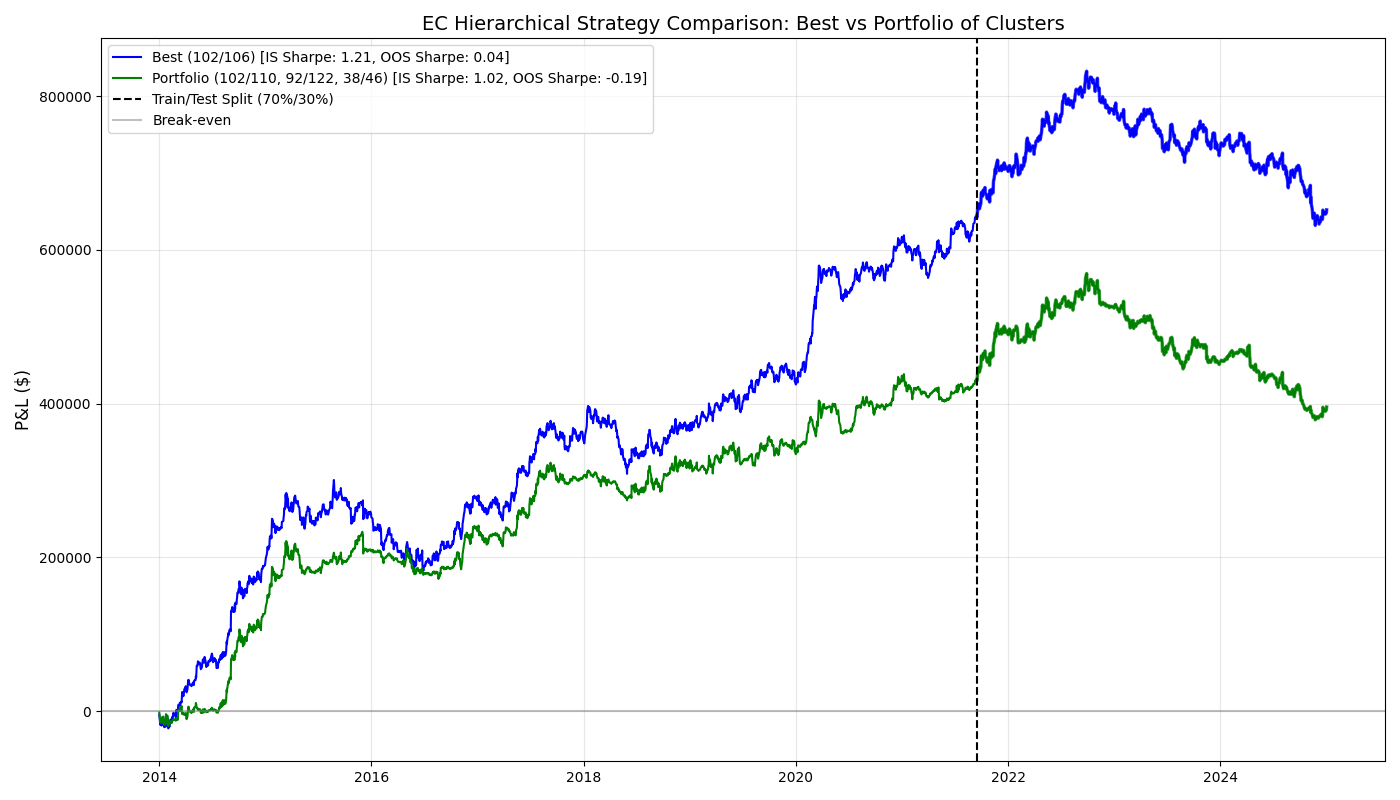 EC Hierarchical Strategy Comparison: Best vs Portfolio of Clusters
Best (102/106) [IS Sharpe: 1.21, OOS Sharpe: 0.04]
Portfolio (102/110, 92/122, 38/46) [IS Sharpe: 1.02, OOS Sharpe: -0.19]
Train/Test Split (70%/30%)
Break-even
P&L ($)
800000
600000
400000
200000
0
2014 2016 2018 2020 2022 2024